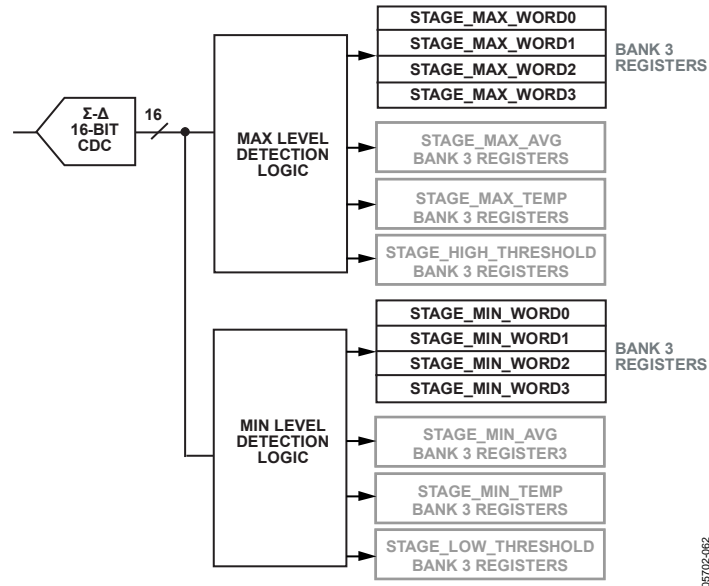 Σ-Δ
16-BIT
CDC
16
MAX LEVEL
DETECTION
LOGIC
STAGE_MAX_WORD0
STAGE_MAX_WORD1
STAGE_MAX_WORD2
STAGE_MAX_WORD3
BANK 3
REGISTERS
STAGE_MAX_AVG
BANK 3 REGISTERS
STAGE_MAX_TEMP
BANK 3 REGISTERS
STAGE_HIGH_THRESHOLD
BANK 3 REGISTERS
MIN LEVEL
DETECTION
LOGIC
STAGE_MIN_WORD0
STAGE_MIN_WORD1
STAGE_MIN_WORD2
STAGE_MIN_WORD3
BANK 3
REGISTERS
STAGE_MIN_AVG
BANK 3 REGISTER3
STAGE_MIN_TEMP
BANK 3 REGISTERS
STAGE_LOW_THRESHOLD
BANK 3 REGISTERS
05702-062